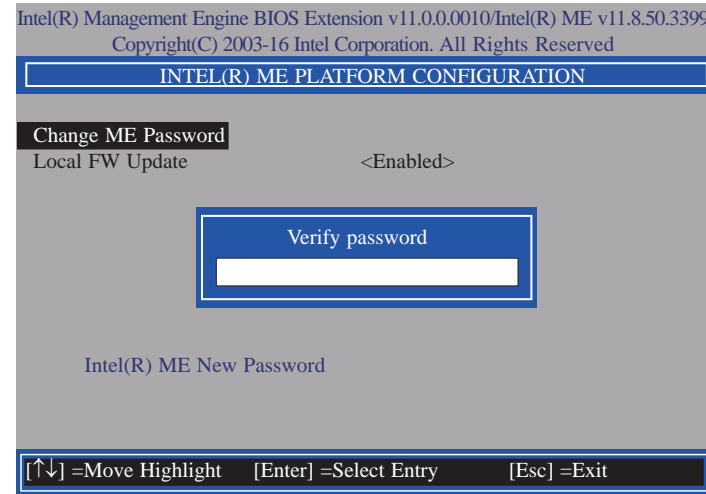 Intel(R) Management Engine BIOS Extension v11.0.0.0010/Intel(R) ME v11.8.50.3399
Copyright(C) 2003-16 Intel Corporation. All Rights Reserved
INTEL(R) ME PLATFORM CONFIGURATION
Change ME Password
Local FW Update <Enabled>
Verify password
Intel(R) ME New Password
[↑↓] =Move Highlight [Enter] =Select Entry [Esc] =Exit